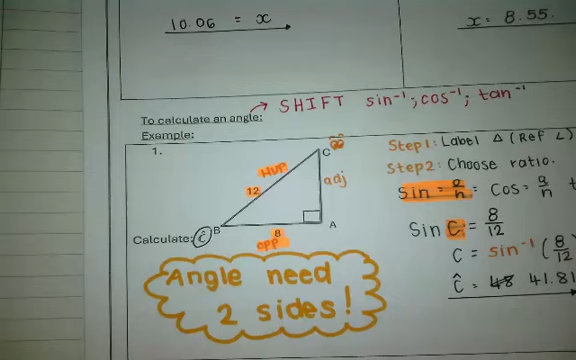 10.06 = x
x = 8.55.
To calculate an angle: → SHIFT sin⁻¹; cos⁻¹; tan⁻¹
Example:
1.
C
HYP
12
adj
B
A
8
opp
Calculate: Ĉ
Angle need
2 sides!
Step1: Label Δ (Ref ∠)
Step2: Choose ratio.
Sin = o/h = Cos = a/h t
Sin C = 8/12
C = sin⁻¹ (8/12
Ĉ = 41.81